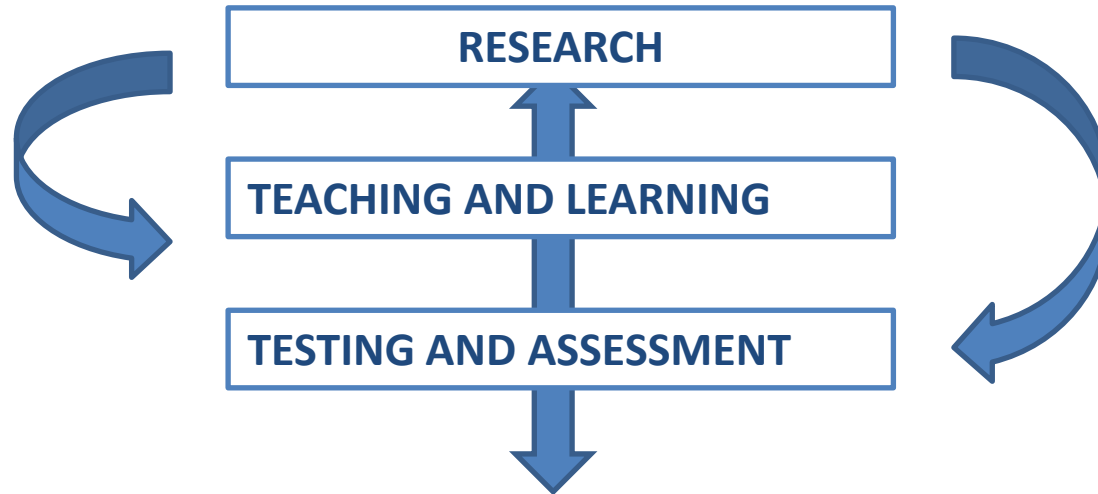 RESEARCH
TEACHING AND LEARNING
TESTING AND ASSESSMENT